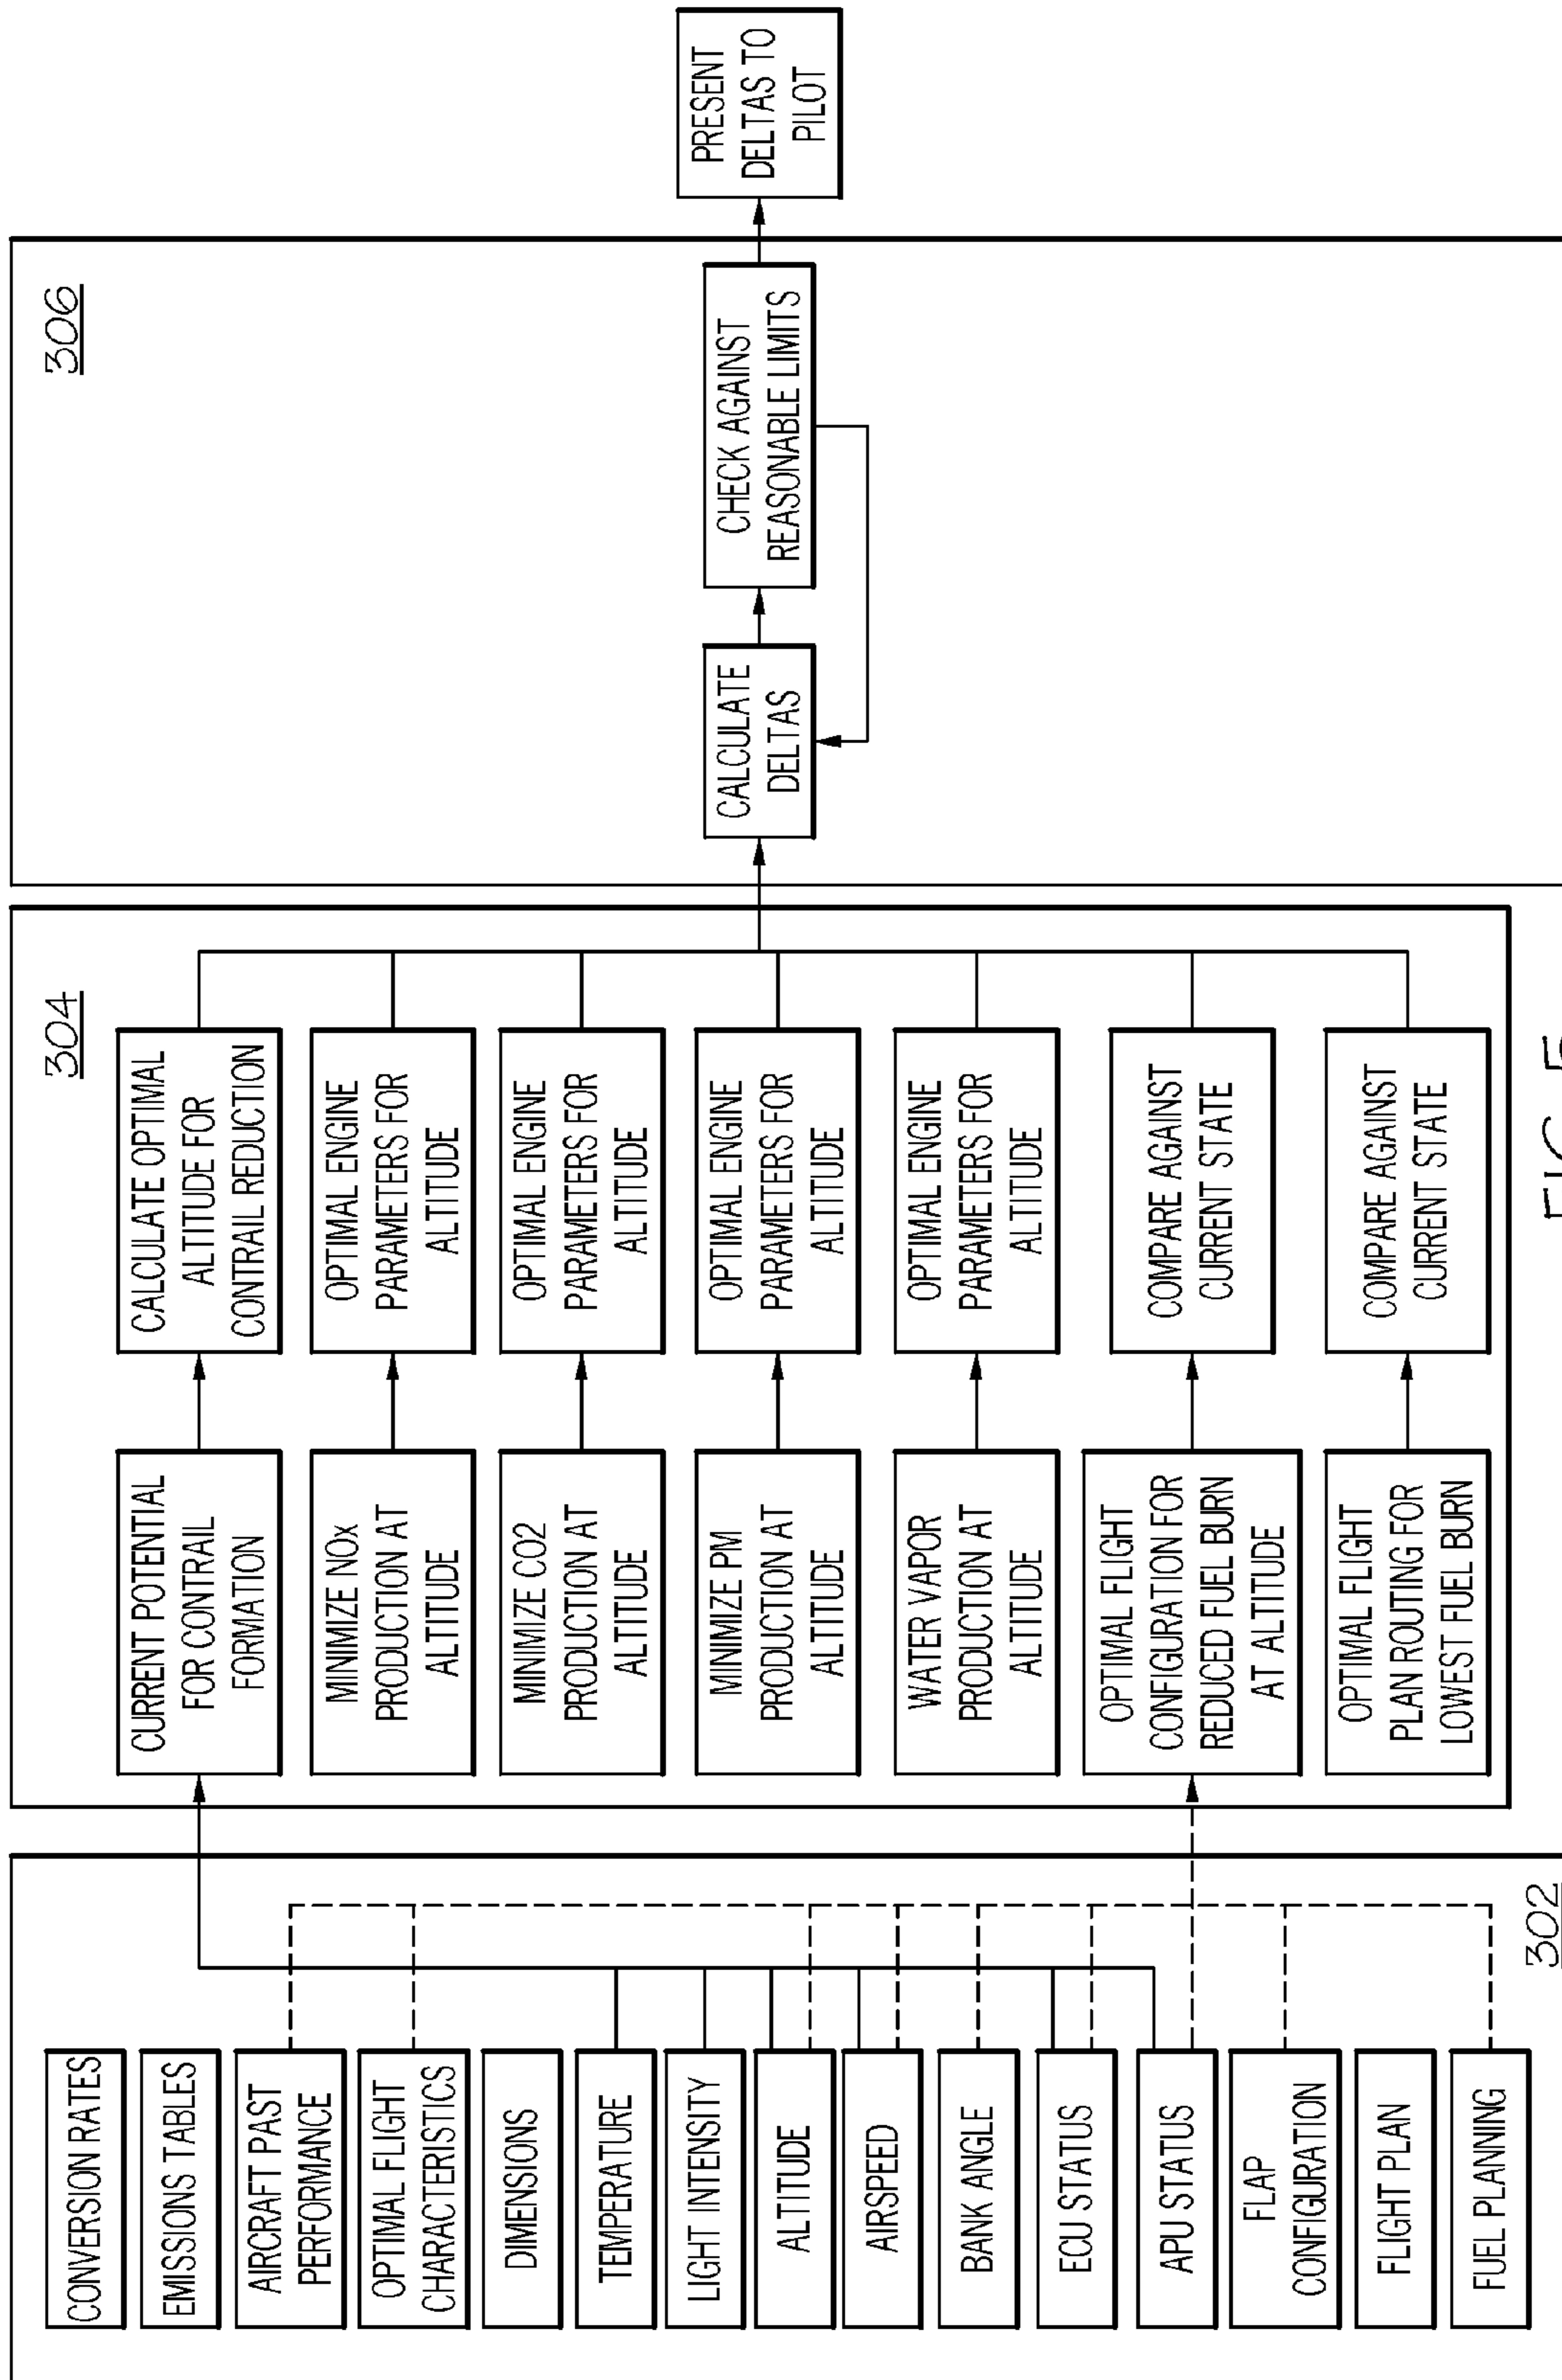 302
CONVERSION RATES
EMISSIONS TABLES
AIRCRAFT PAST
PERFORMANCE
OPTIMAL FLIGHT
CHARACTERISTICS
DIMENSIONS
TEMPERATURE
LIGHT INTENSITY
ALTITUDE
AIRSPEED
BANK ANGLE
ECU STATUS
APU STATUS
FLAP
CONFIGURATION
FLIGHT PLAN
FUEL PLANNING
304
CURRENT POTENTIAL
FOR CONTRAIL
FORMATION
CALCULATE OPTIMAL
ALTITUDE FOR
CONTRAIL REDUCTION
MINIMIZE NOx
PRODUCTION AT
ALTITUDE
OPTIMAL ENGINE
PARAMETERS FOR
ALTITUDE
MINIMIZE CO2
PRODUCTION AT
ALTITUDE
OPTIMAL ENGINE
PARAMETERS FOR
ALTITUDE
MINIMIZE PM
PRODUCTION AT
ALTITUDE
OPTIMAL ENGINE
PARAMETERS FOR
ALTITUDE
WATER VAPOR
PRODUCTION AT
ALTITUDE
OPTIMAL ENGINE
PARAMETERS FOR
ALTITUDE
OPTIMAL FLIGHT
CONFIGURATION FOR
REDUCED FUEL BURN
AT ALTITUDE
COMPARE AGAINST
CURRENT STATE
OPTIMAL FLIGHT
PLAN ROUTING FOR
LOWEST FUEL BURN
COMPARE AGAINST
CURRENT STATE
306
CALCULATE
DELTAS
CHECK AGAINST
REASONABLE LIMITS
PRESENT
DELTAS TO
PILOT